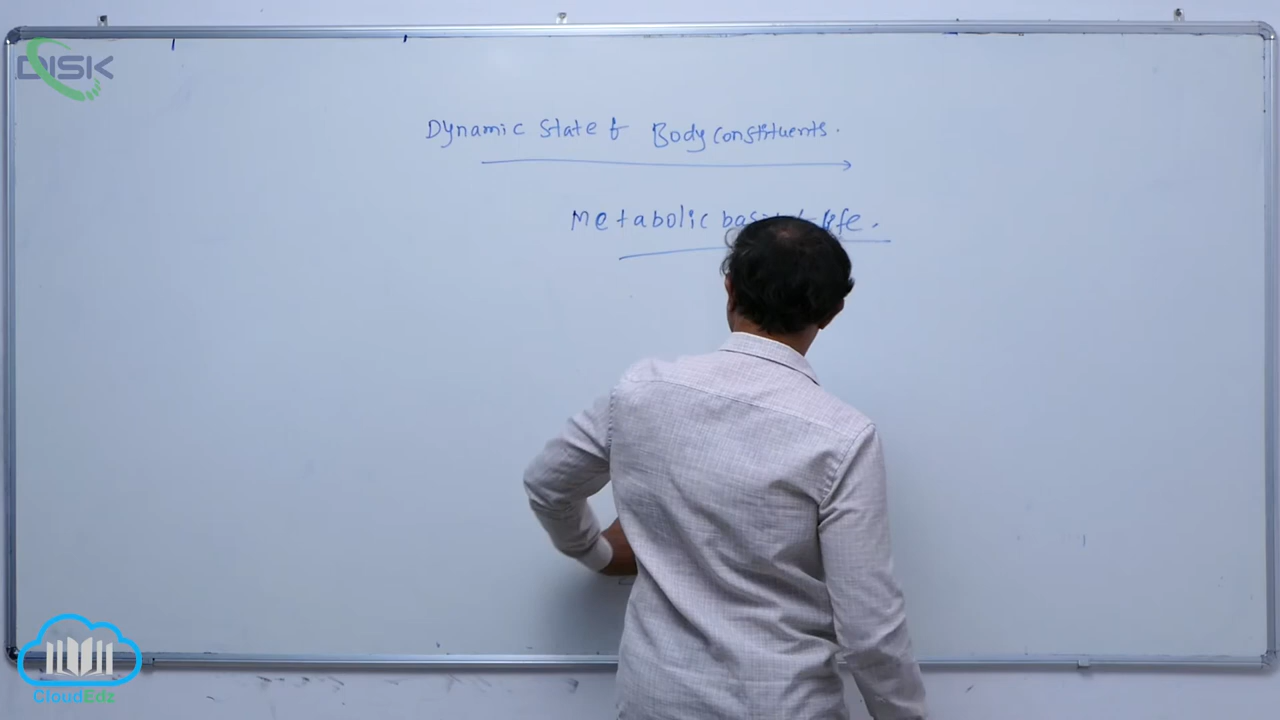 DISK
Dynamic State of Body constituents.
Metabolic life.
CloudEdz